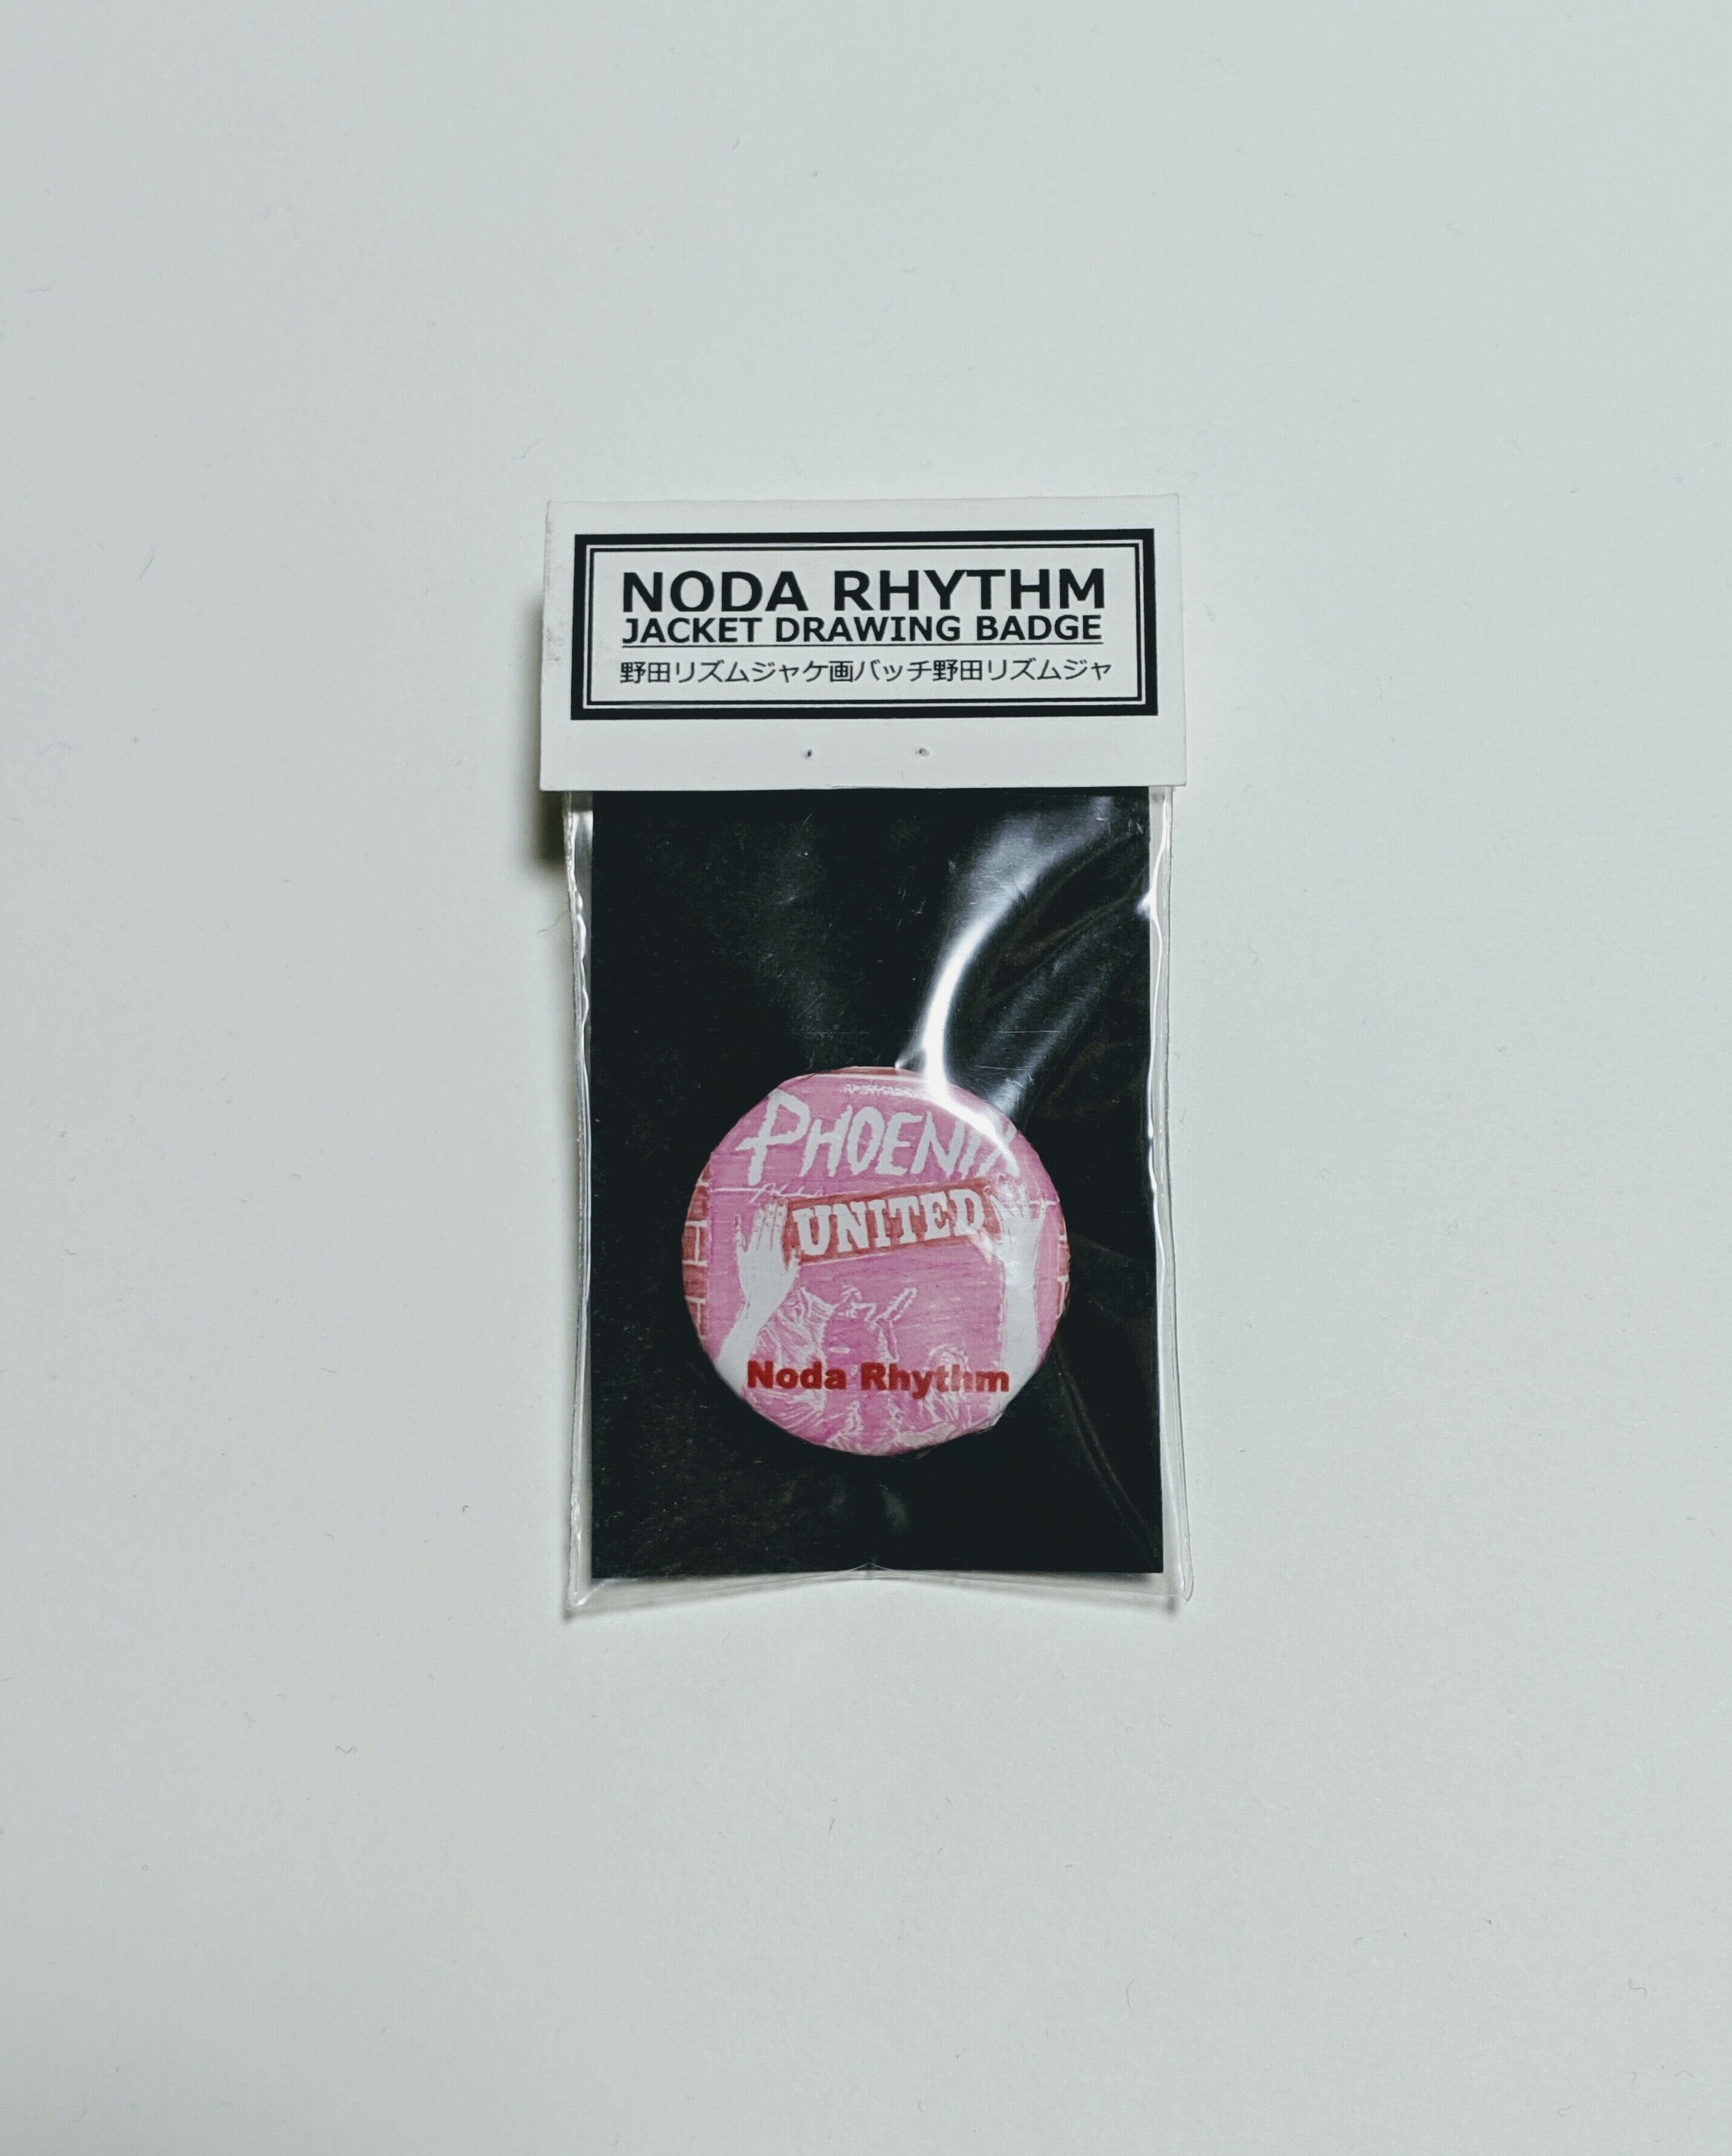 NODA RHYTHM
JACKET DRAWING BADGE
野田リズムジャケ画バッチ野田リズムジャ
PHOENIX
UNITED
Noda Rhythm